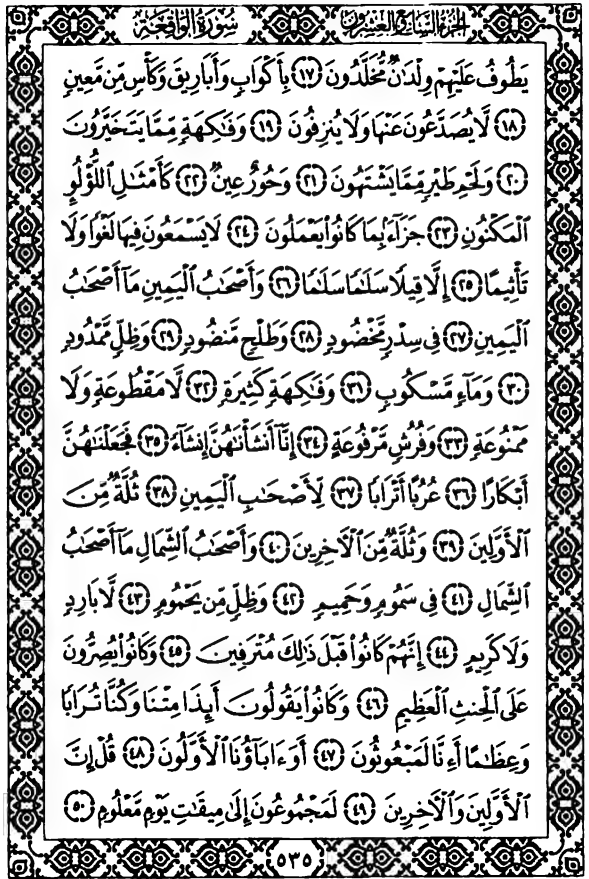 الجزء السابع والعشرون
سورة الواقعة
يَطُوفُ عَلَيْهِمْ وِلْدَانٌ مُّخَلَّدُونَ ١٧ بِأَكْوَابٍ وَأَبَارِيقَ وَكَأْسٍ مِّن مَّعِينٍ
١٨ لَّا يُصَدَّعُونَ عَنْهَا وَلَا يُنزِفُونَ ١٩ وَفَٰكِهَةٍ مِّمَّا يَتَخَيَّرُونَ
٢٠ وَلَحْمِ طَيْرٍ مِّمَّا يَشْتَهُونَ ٢١ وَحُورٌ عِينٌ ٢٢ كَأَمْثَٰلِ ٱللُّؤْلُؤِ
ٱلْمَكْنُونِ ٢٣ جَزَآءً بِمَا كَانُوا۟ يَعْمَلُونَ ٢٤ لَا يَسْمَعُونَ فِيهَا لَغْوًا وَلَا
تَأْثِيمًا ٢٥ إِلَّا قِيلًا سَلَٰمًا سَلَٰمًا ٢٦ وَأَصْحَٰبُ ٱلْيَمِينِ مَآ أَصْحَٰبُ
ٱلْيَمِينِ ٢٧ فِى سِدْرٍ مَّخْضُودٍ ٢٨ وَطَلْحٍ مَّنضُودٍ ٢٩ وَظِلٍّ مَّمْدُودٍ
٣٠ وَمَآءٍ مَّسْكُوبٍ ٣١ وَفَٰكِهَةٍ كَثِيرَةٍ ٣٢ لَّا مَقْطُوعَةٍ وَلَا
مَمْنُوعَةٍ ٣٣ وَفُرُشٍ مَّرْفُوعَةٍ ٣٤ إِنَّآ أَنشَأْنَٰهُنَّ إِنشَآءً ٣٥ فَجَعَلْنَٰهُنَّ
أَبْكَارًا ٣٦ عُرُبًا أَتْرَابًا ٣٧ لِّأَصْحَٰبِ ٱلْيَمِينِ ٣٨ ثُلَّةٌ مِّنَ
ٱلْأَوَّلِينَ ٣٩ وَثُلَّةٌ مِّنَ ٱلْءَاخِرِينَ ٤٠ وَأَصْحَٰبُ ٱلشِّمَالِ مَآ أَصْحَٰبُ
ٱلشِّمَالِ ٤١ فِى سَمُومٍ وَحَمِيمٍ ٤٢ وَظِلٍّ مِّن يَحْمُومٍ ٤٣ لَّا بَارِدٍ
وَلَا كَرِيمٍ ٤٤ إِنَّهُمْ كَانُوا۟ قَبْلَ ذَٰلِكَ مُتْرَفِينَ ٤٥ وَكَانُوا۟ يُصِرُّونَ
عَلَى ٱلْحِنثِ ٱلْعَظِيمِ ٤٦ وَكَانُوا۟ يَقُولُونَ أَئِذَا مِتْنَا وَكُنَّا تُرَابًا
وَعِظَٰمًا أَءِنَّا لَمَبْعُوثُونَ ٤٧ أَوَءَابَآؤُنَا ٱلْأَوَّلُونَ ٤٨ قُلْ إِنَّ
ٱلْأَوَّلِينَ وَٱلْءَاخِرِينَ ٤٩ لَمَجْمُوعُونَ إِلَىٰ مِيقَٰتِ يَوْمٍ مَّعْلُومٍ ٥٠
٥٣٥